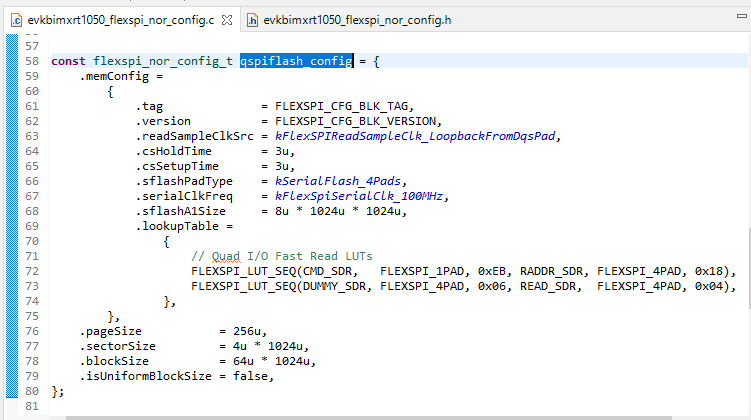 evkbimxrt1050_flexspi_nor_config.c evkbimxrt1050_flexspi_nor_config.h
57
58 const flexspi_nor_config_t qspiflash_config = {
59 .memConfig =
60 {
61 .tag = FLEXSPI_CFG_BLK_TAG,
62 .version = FLEXSPI_CFG_BLK_VERSION,
63 .readSampleClkSrc = kFlexSPIReadSampleClk_LoopbackFromDqsPad,
64 .csHoldTime = 3u,
65 .csSetupTime = 3u,
66 .sflashPadType = kSerialFlash_4Pads,
67 .serialClkFreq = kFlexSpiSerialClk_100MHz,
68 .sflashA1Size = 8u * 1024u * 1024u,
69 .lookupTable =
70 {
71 // Quad I/O Fast Read LUTs
72 FLEXSPI_LUT_SEQ(CMD_SDR, FLEXSPI_1PAD, 0xEB, RADDR_SDR, FLEXSPI_4PAD, 0x18),
73 FLEXSPI_LUT_SEQ(DUMMY_SDR, FLEXSPI_4PAD, 0x06, READ_SDR, FLEXSPI_4PAD, 0x04),
74 },
75 },
76 .pageSize = 256u,
77 .sectorSize = 4u * 1024u,
78 .blockSize = 64u * 1024u,
79 .isUniformBlockSize = false,
80 };
81